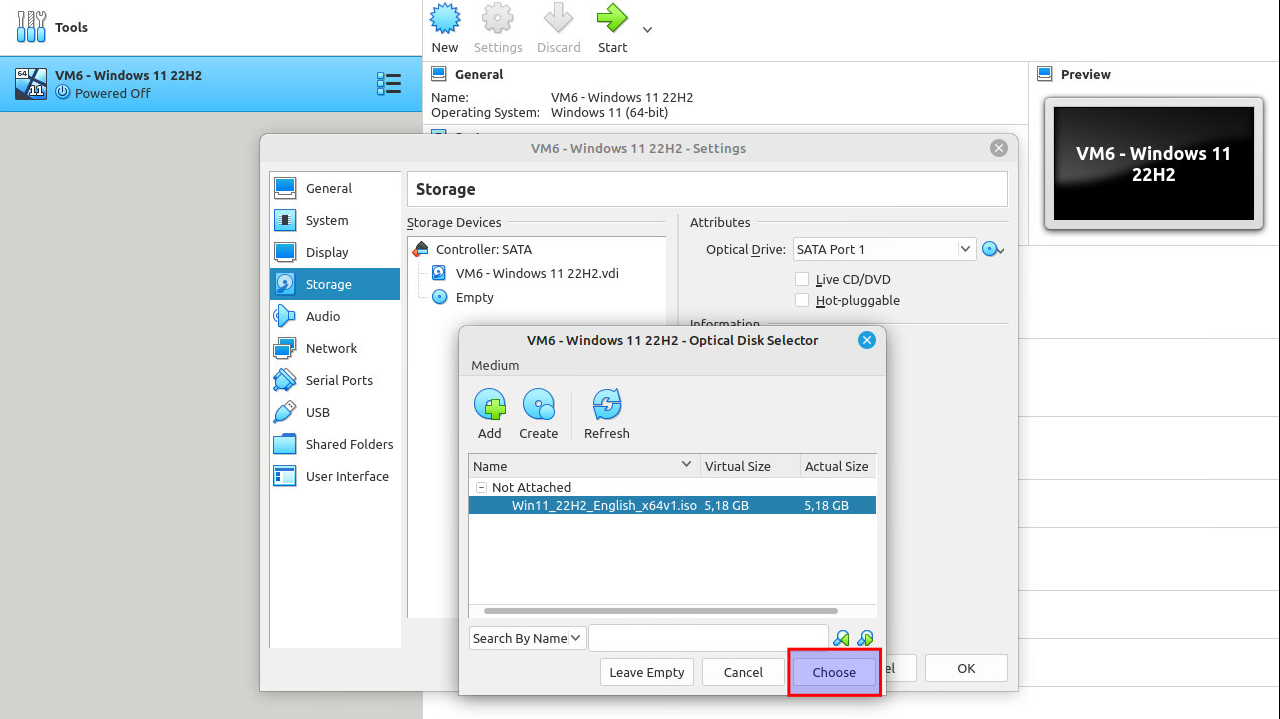 Tools
New
Settings
Discard
Start
64
11
VM6 - Windows 11 22H2
Powered Off
General
Name: VM6 - Windows 11 22H2
Operating System: Windows 11 (64-bit)
Preview
VM6 - Windows 11
22H2
VM6 - Windows 11 22H2 - Settings
General
System
Display
Storage
Audio
Network
Serial Ports
USB
Shared Folders
User Interface
Storage
Storage Devices
Controller: SATA
VM6 - Windows 11 22H2.vdi
Empty
Attributes
Optical Drive: SATA Port 1
Live CD/DVD
Hot-pluggable
Information
VM6 - Windows 11 22H2 - Optical Disk Selector
Medium
Add
Create
Refresh
Name Virtual Size Actual Size
Not Attached
Win11_22H2_English_x64v1.iso 5,18 GB 5,18 GB
Search By Name
Leave Empty
Cancel
Choose
OK